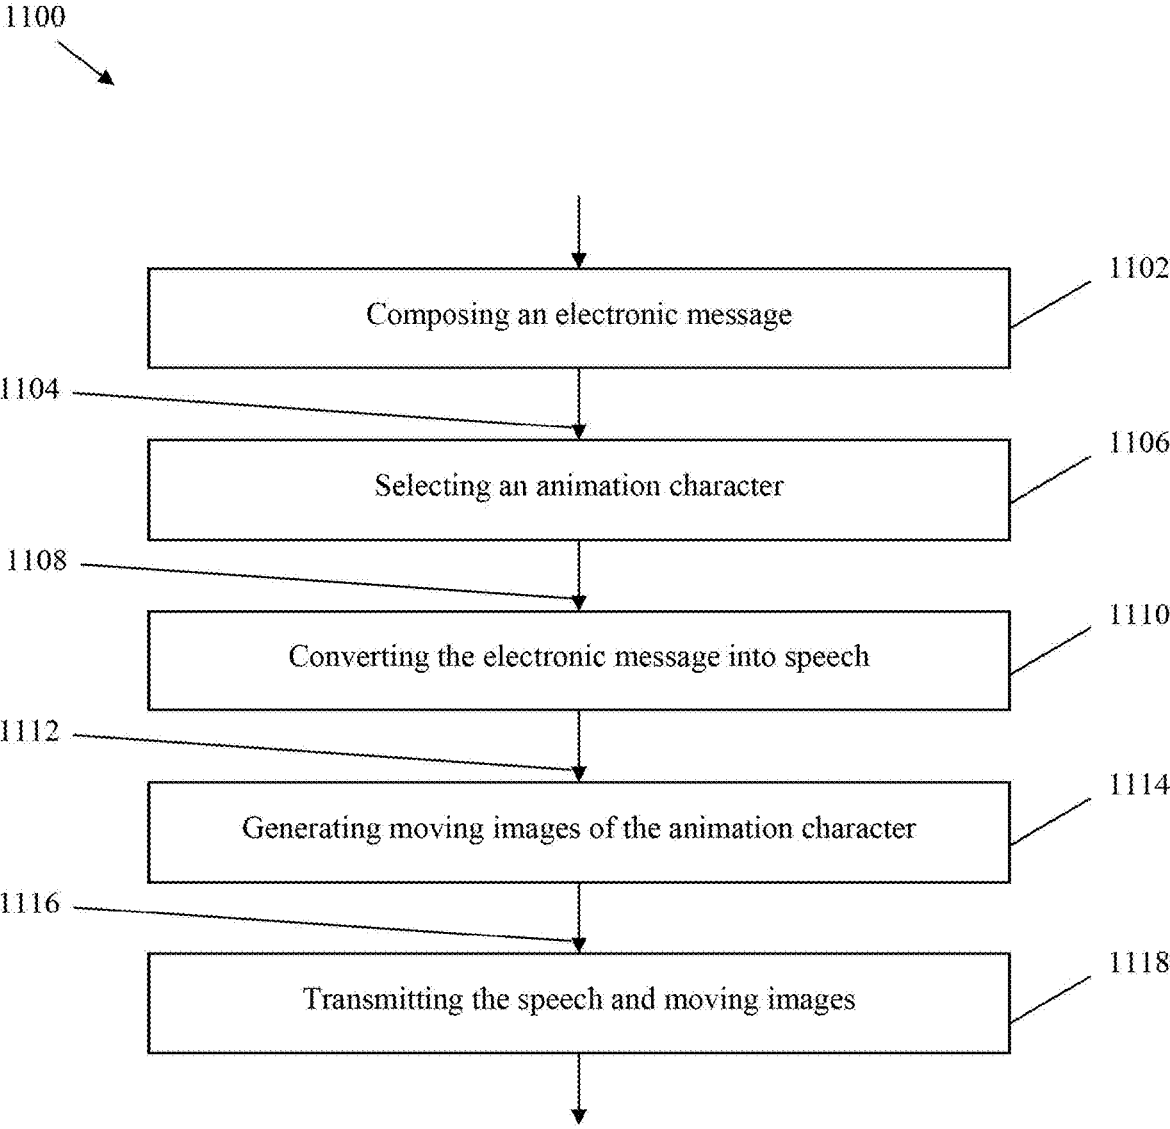 1100
1102
Composing an electronic message
1104
1106
Selecting an animation character
1108
1110
Converting the electronic message into speech
1112
1114
Generating moving images of the animation character
1116
1118
Transmitting the speech and moving images